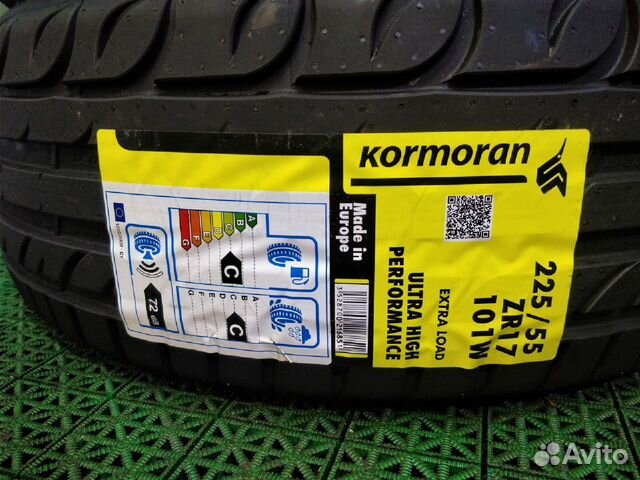 Kormoran
225/55
ZR17
101W
EXTRA LOAD
ULTRA HIGH
PERFORMANCE
Made in
Europe
A
B
C
D
E
F
G
C
A
B
C
D
E
F
G
C
72 dB
Avito